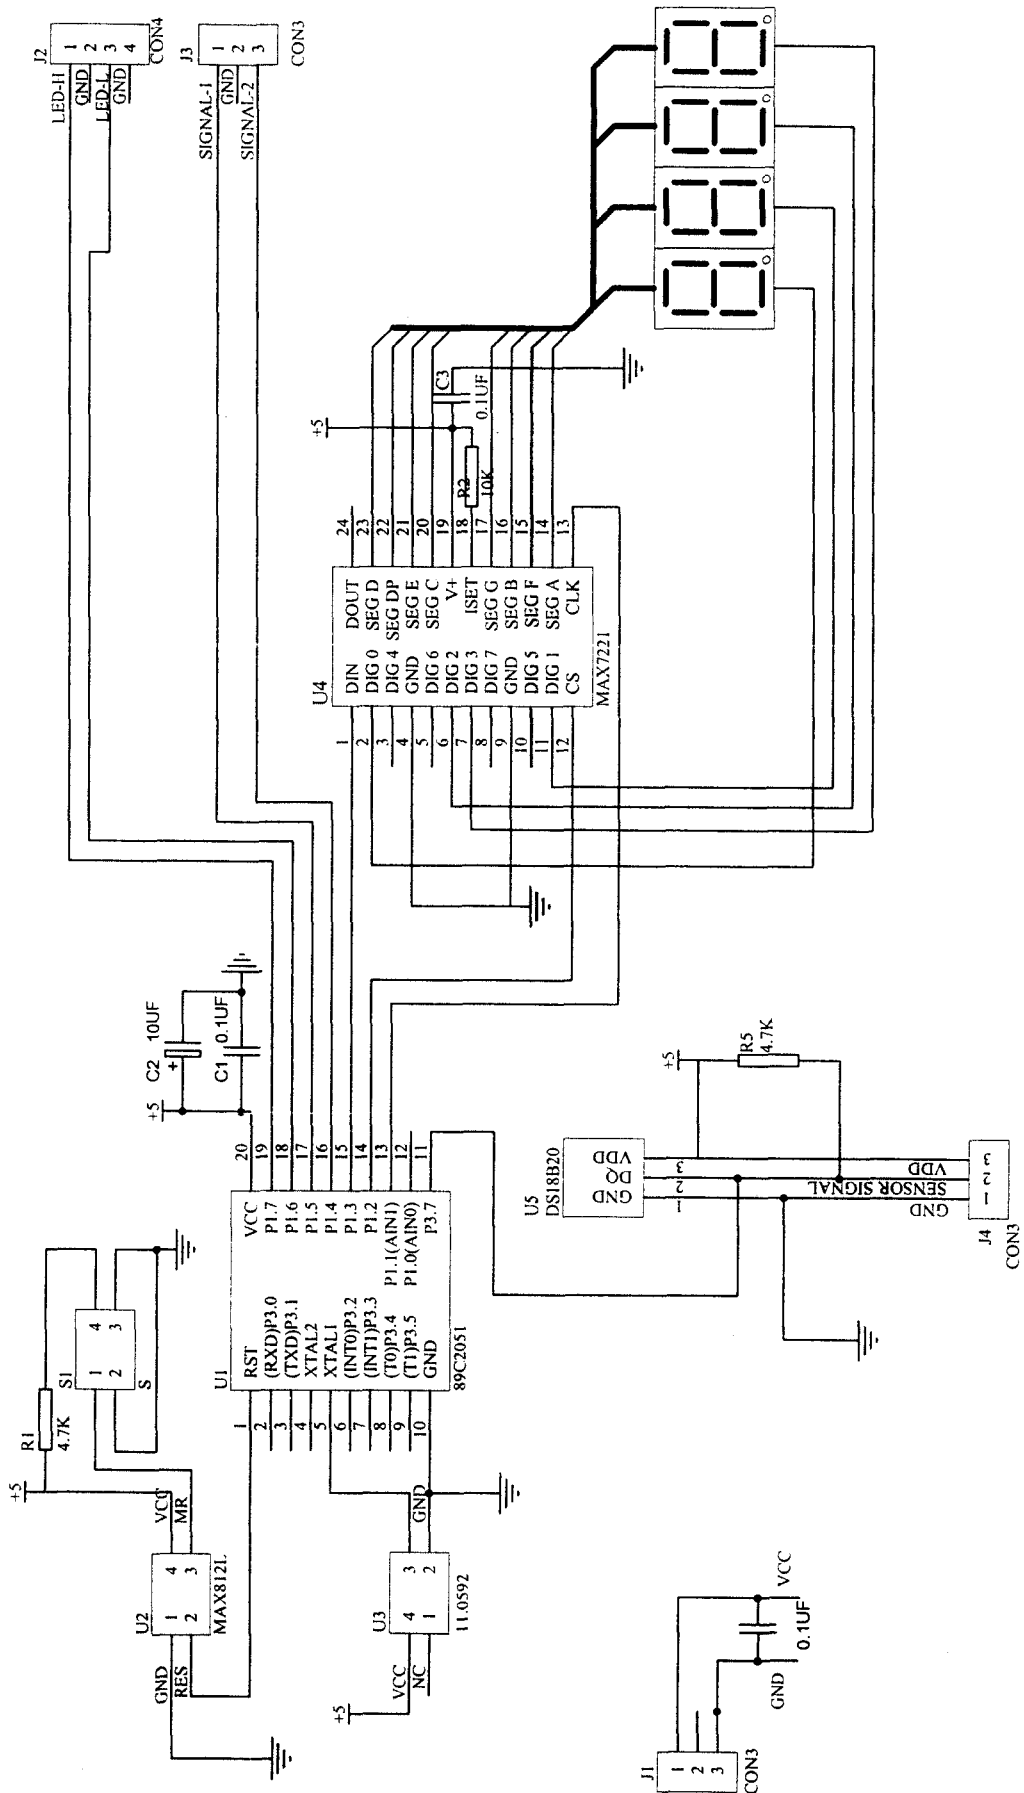 J2
1
2
3
4
CON4
LED-H
GND
LED-L
GND
J3
1
2
3
CON3
SIGNAL-1
GND
SIGNAL-2
+5
C3
0.1UF
R2
10K
24
23
22
21
20
19
18
17
16
15
14
13
U4
DOUT
SEG D
SEG DP
SEG E
SEG C
V+
ISET
SEG G
SEG B
SEG F
SEG A
CLK
DIN
DIG 0
DIG 4
GND
DIG 6
DIG 2
DIG 3
DIG 7
GND
DIG 5
DIG 1
CS
MAX7221
1
2
3
4
5
6
7
8
9
10
11
12
+5
C2
10UF
+
C1
0.1UF
20
19
18
17
16
15
14
13
12
11
U1
VCC
P1.7
P1.6
P1.5
P1.4
P1.3
P1.2
P1.1(AIN1)
P1.0(AIN0)
P3.7
RST
(RXD)P3.0
(TXD)P3.1
XTAL2
XTAL1
(INT0)P3.2
(INT1)P3.3
(T0)P3.4
(T1)P3.5
GND
89C2051
1
2
3
4
5
6
7
8
9
10
+5
R5
4.7K
U5
DS18B20
VDD
DQ
GND
3
2
1
VDD
SENSOR SIGNAL
GND
3
2
1
J4
CON3
S1
4
3
1
2
S
R1
4.7K
+5
VCC
MR
U2
4
3
1
2
MAX812L
GND
RES
GND
U3
3
2
4
1
11.0592
VCC
NC
+5
J1
1
2
3
CON3
VCC
0.1UF
GND